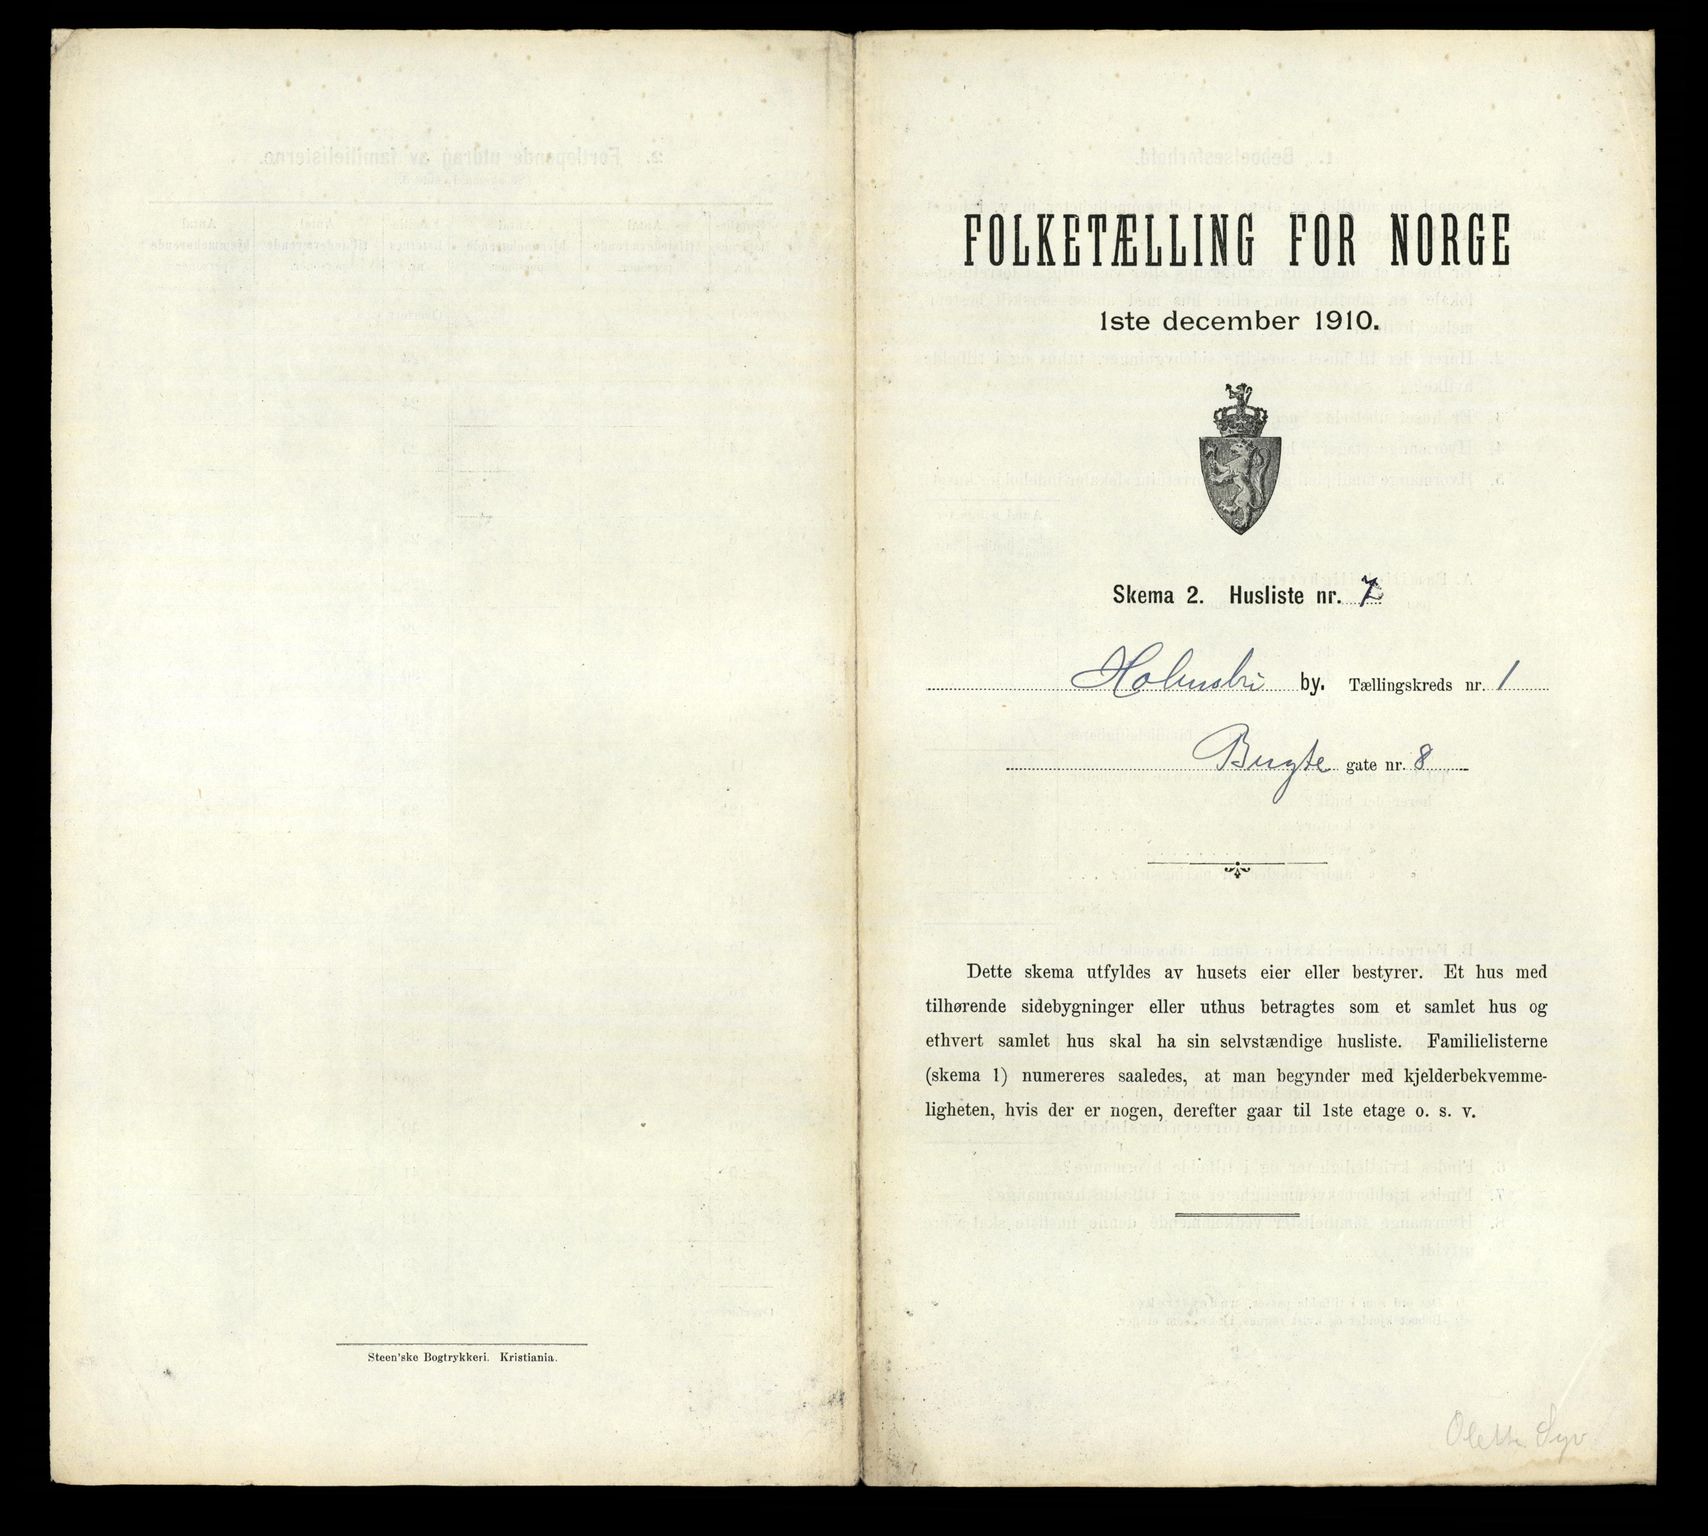 FOLKETÆLLING FOR NORGE
1ste december 1910.
Skema 2. Husliste nr. 7
Holmsbu by. Tællingskreds nr. 1
Bugte gate nr. 8
Dette skema utfyldes av husets eier eller bestyrer. Et hus med
tilhørende sidebygninger eller uthus betragtes som et samlet hus og
ethvert samlet hus skal ha sin selvstændige husliste. Familielisterne
(skema 1) numereres saaledes, at man begynder med kjelderbekvemme-
ligheten, hvis der er nogen, derefter gaar til 1ste etage o. s. v.
Steen'ske Bogtrykkeri. Kristiania.